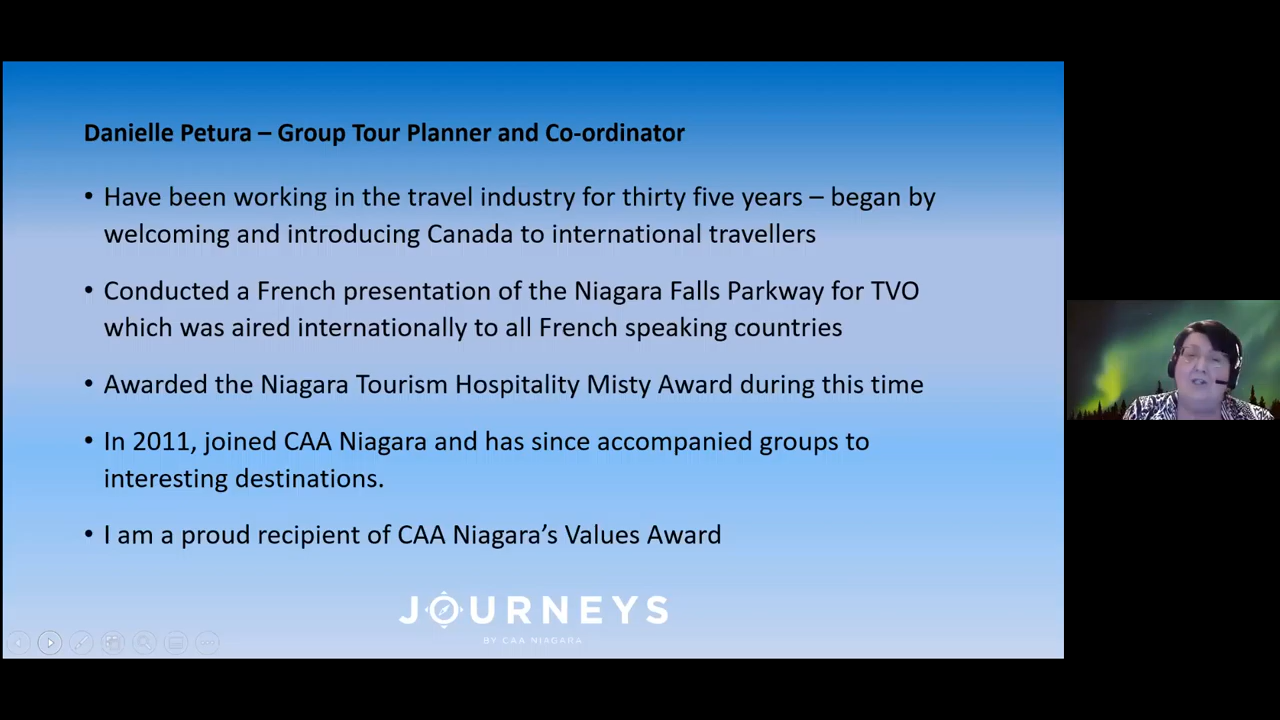 Danielle Petura – Group Tour Planner and Co-ordinator
• Have been working in the travel industry for thirty five years – began by
welcoming and introducing Canada to international travellers
• Conducted a French presentation of the Niagara Falls Parkway for TVO
which was aired internationally to all French speaking countries
• Awarded the Niagara Tourism Hospitality Misty Award during this time
• In 2011, joined CAA Niagara and has since accompanied groups to
interesting destinations.
• I am a proud recipient of CAA Niagara’s Values Award
JOURNEYS
BY CAA NIAGARA